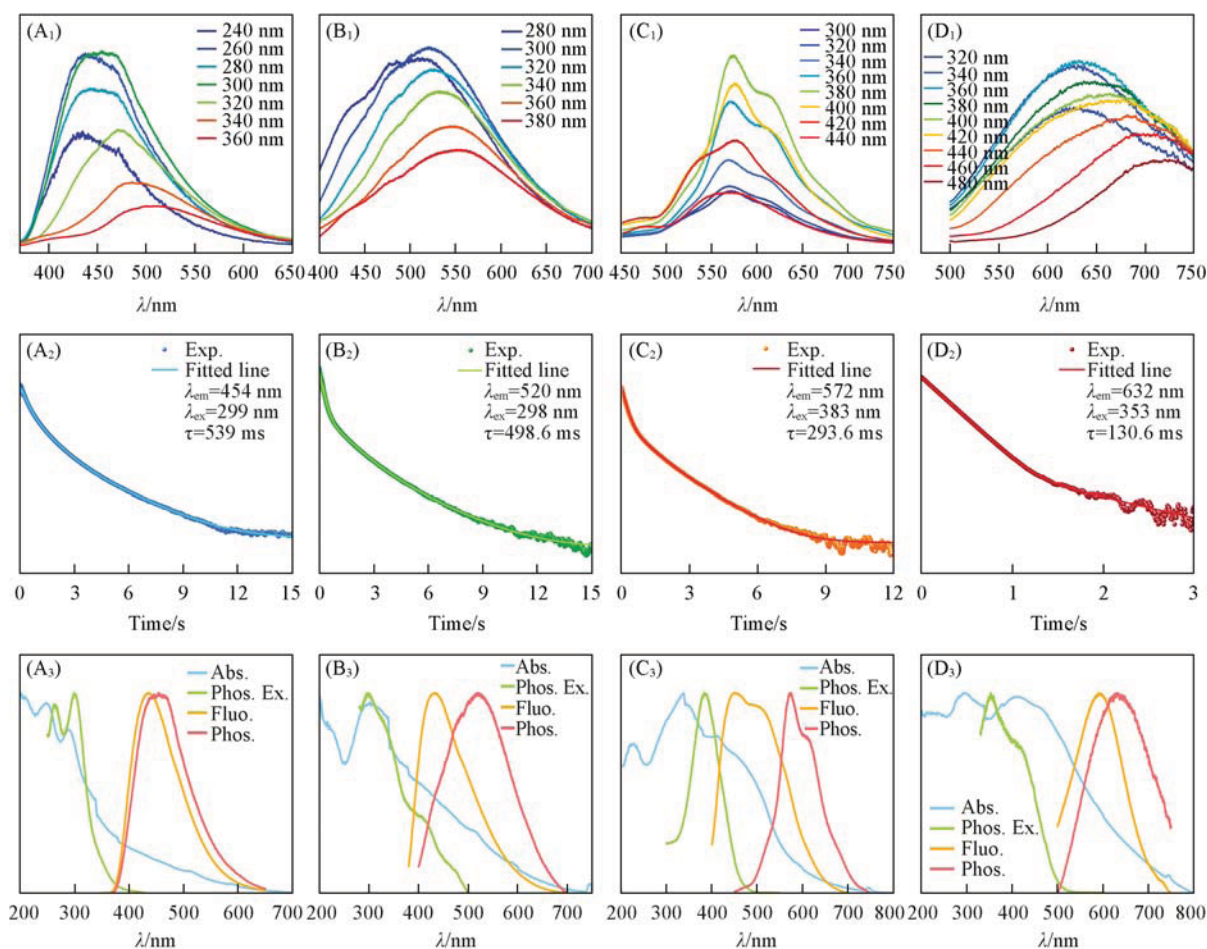 (A₁)
240 nm
260 nm
280 nm
300 nm
320 nm
340 nm
360 nm
400 450 500 550 600 650
λ/nm
(B₁)
280 nm
300 nm
320 nm
340 nm
360 nm
380 nm
400 450 500 550 600 650 700
λ/nm
(C₁)
300 nm
320 nm
340 nm
360 nm
380 nm
400 nm
420 nm
440 nm
450 500 550 600 650 700 750
λ/nm
(D₁)
320 nm
340 nm
360 nm
380 nm
400 nm
420 nm
440 nm
460 nm
480 nm
500 550 600 650 700 750
λ/nm
(A₂)
Exp.
Fitted line
λem=454 nm
λex=299 nm
τ=539 ms
0 3 6 9 12 15
Time/s
(B₂)
Exp.
Fitted line
λem=520 nm
λex=298 nm
τ=498.6 ms
0 3 6 9 12 15
Time/s
(C₂)
Exp.
Fitted line
λem=572 nm
λex=383 nm
τ=293.6 ms
0 3 6 9 12
Time/s
(D₂)
Exp.
Fitted line
λem=632 nm
λex=353 nm
τ=130.6 ms
0 1 2 3
Time/s
(A₃)
Abs.
Phos. Ex.
Fluo.
Phos.
200 300 400 500 600 700
λ/nm
(B₃)
Abs.
Phos. Ex.
Fluo.
Phos.
200 300 400 500 600 700
λ/nm
(C₃)
Abs.
Phos. Ex.
Fluo.
Phos.
200 300 400 500 600 700 800
λ/nm
(D₃)
Abs.
Phos. Ex.
Fluo.
Phos.
200 300 400 500 600 700 800
λ/nm